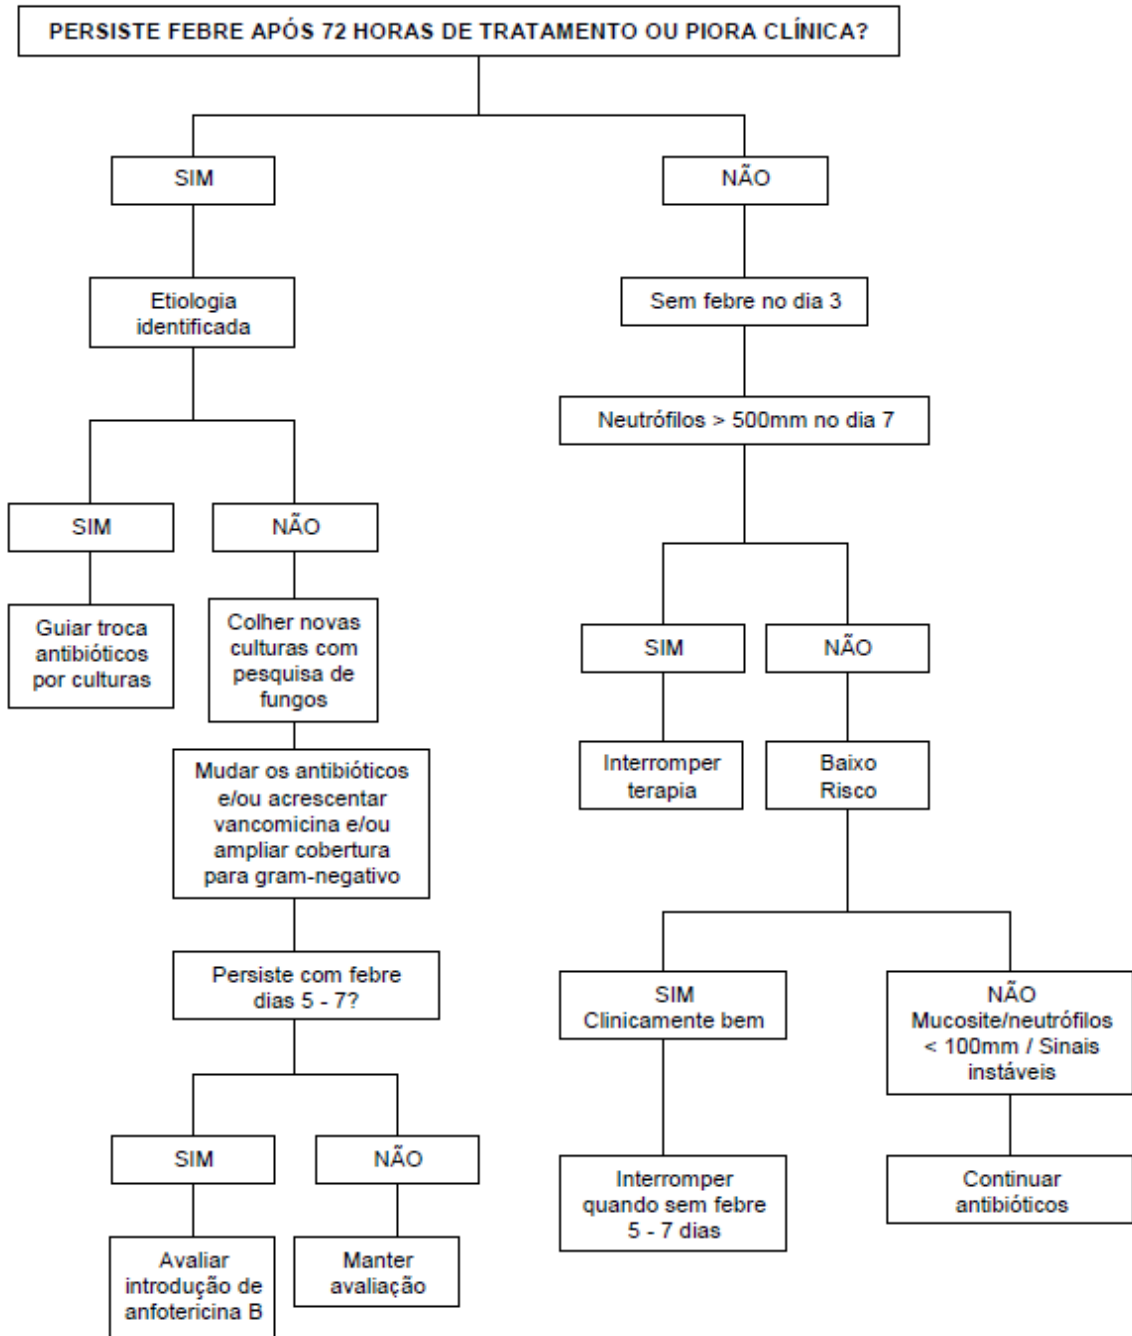 PERSISTE FEBRE APÓS 72 HORAS DE TRATAMENTO OU PIORA CLÍNICA?
SIM
NÃO
Etiologia
identificada
Sem febre no dia 3
Neutrófilos > 500mm no dia 7
SIM
NÃO
Guiar troca
antibióticos
por culturas
Colher novas
culturas com
pesquisa de
fungos
SIM
NÃO
Interromper
terapia
Baixo
Risco
Mudar os antibióticos
e/ou acrescentar
vancomicina e/ou
ampliar cobertura
para gram-negativo
Persiste com febre
dias 5 - 7?
SIM
Clinicamente bem
NÃO
Mucosite/neutrófilos
< 100mm / Sinais
instáveis
SIM
NÃO
Interromper
quando sem febre
5 - 7 dias
Continuar
antibióticos
Avaliar
introdução de
anfotericina B
Manter
avaliação